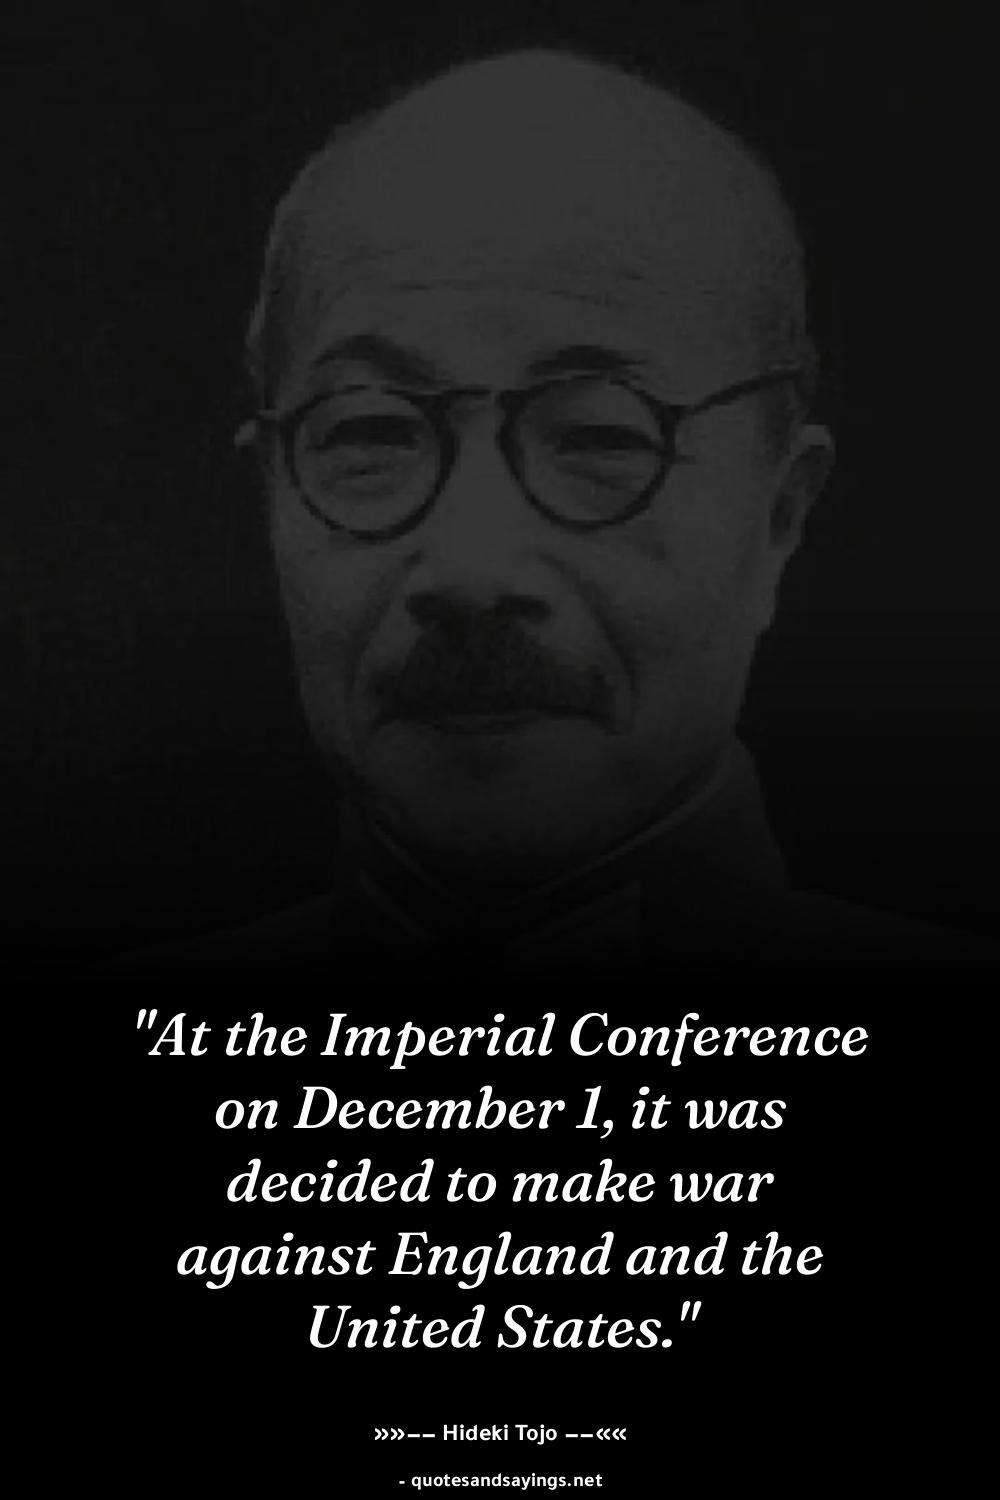 "At the Imperial Conference
on December 1, it was
decided to make war
against England and the
United States."
»»–– Hideki Tojo ––««
- quotesandsayings.net